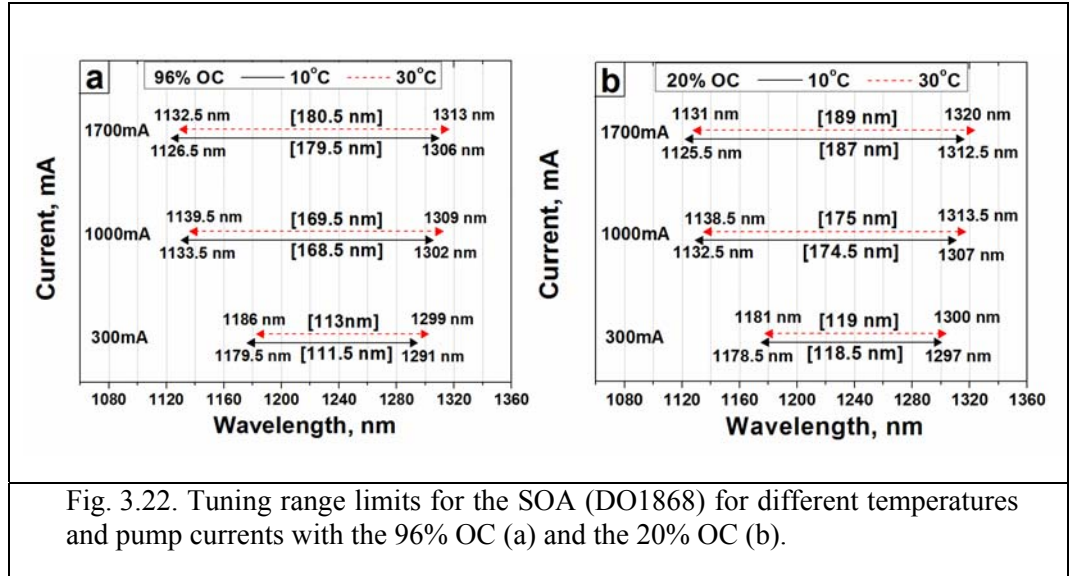 a
96% OC 10°C 30°C
1132.5 nm [180.5 nm] 1313 nm
1700mA
1126.5 nm [179.5 nm] 1306 nm
1139.5 nm [169.5 nm] 1309 nm
1000mA
1133.5 nm [168.5 nm] 1302 nm
1186 nm [113nm] 1299 nm
300mA
1179.5 nm [111.5 nm] 1291 nm
Current, mA
1080 1120 1160 1200 1240 1280 1320 1360
Wavelength, nm
b
20% OC 10°C 30°C
1131 nm [189 nm] 1320 nm
1700mA
1125.5 nm [187 nm] 1312.5 nm
1138.5 nm [175 nm] 1313.5 nm
1000mA
1132.5 nm [174.5 nm] 1307 nm
1181 nm [119 nm] 1300 nm
300mA
1178.5 nm [118.5 nm] 1297 nm
Current, mA
1080 1120 1160 1200 1240 1280 1320 1360
Wavelength, nm
Fig. 3.22. Tuning range limits for the SOA (DO1868) for different temperatures
and pump currents with the 96% OC (a) and the 20% OC (b).